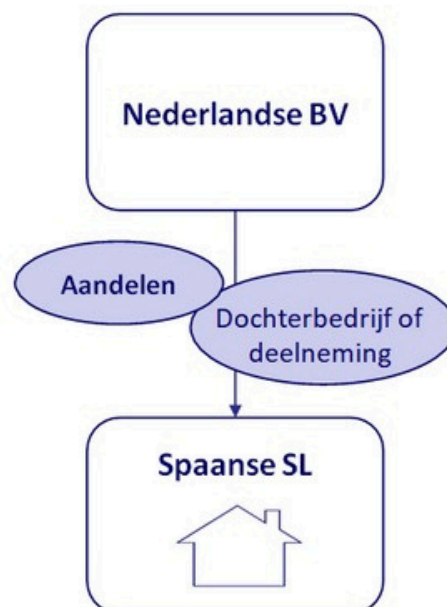 Nederlandse BV
Aandelen
Dochterbedrijf of
deelneming
Spaanse SL